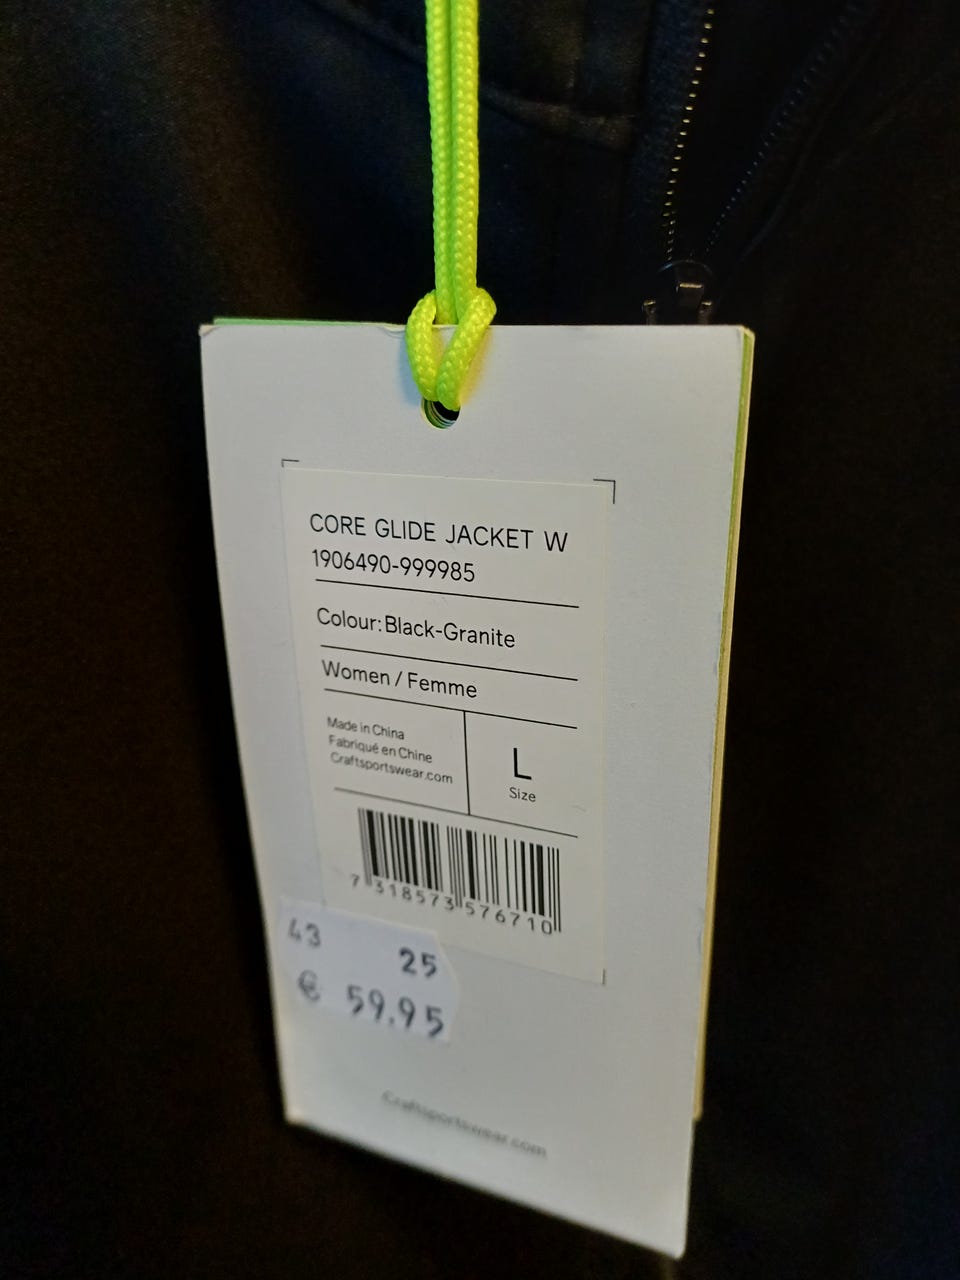 CORE GLIDE JACKET W
1906490-999985
Colour: Black-Granite
Women / Femme
Made in China
Fabriqué en Chine
Craftsportswear.com
L
Size
7 318573 576710
43 25
€ 59.95
Craftsportswear.com